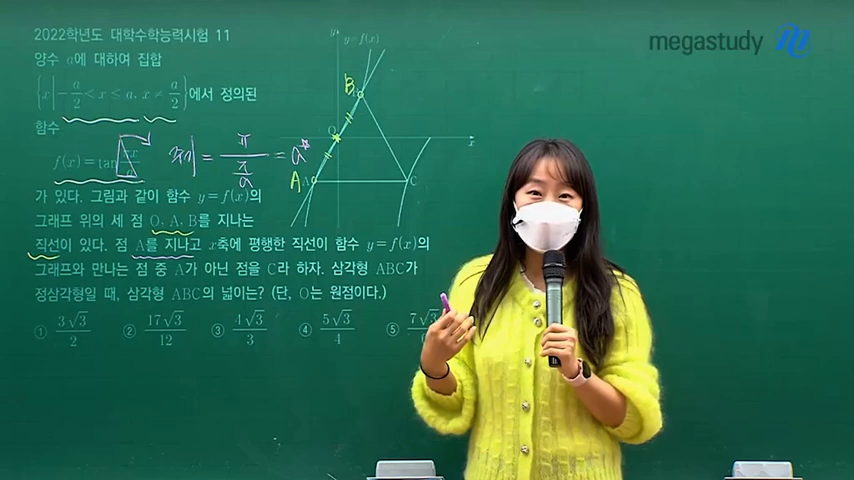 2022학년도 대학수학능력시험 11
megastudy
양수 a에 대하여 집합
{x | -a/2 < x ≤ a, x ≠ a/2}에서 정의된
함수
f(x) = tan πx/a
주기 = π / (π/a) = a
가 있다. 그림과 같이 함수 y=f(x)의
그래프 위의 세 점 O, A, B를 지나는
직선이 있다. 점 A를 지나고 x축에 평행한 직선이 함수 y=f(x)의
그래프와 만나는 점 중 A가 아닌 점을 C라 하자. 삼각형 ABC가
정삼각형일 때, 삼각형 ABC의 넓이는? (단, O는 원점이다.)
① 3√3/2 ② 17√3/12 ③ 4√3/3 ④ 5√3/4 ⑤ 7√3
y
y=f(x)
B
O
x
A A
C